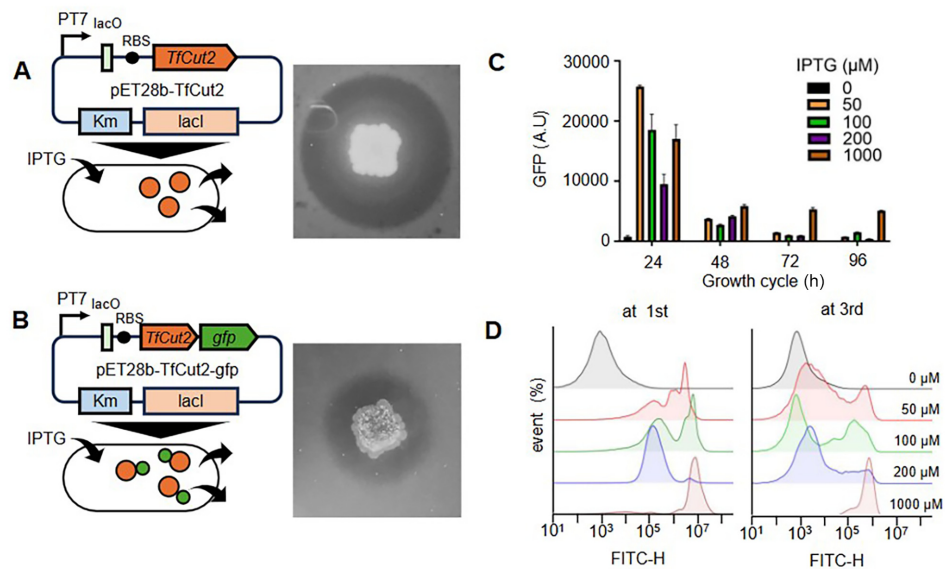 A
PT7 lacO
RBS
TfCut2
pET28b-TfCut2
Km lacI
IPTG
B
PT7 lacO
RBS
TfCut2 gfp
pET28b-TfCut2-gfp
Km lacI
IPTG
C
IPTG (µM)
0
50
100
200
1000
GFP (A.U)
30000
20000
10000
0
24 48 72 96
Growth cycle (h)
D
at 1st at 3rd
event (%)
0 µM
50 µM
100 µM
200 µM
1000 µM
10¹ 10³ 10⁵ 10⁷ 10¹ 10³ 10⁵ 10⁷
FITC-H FITC-H